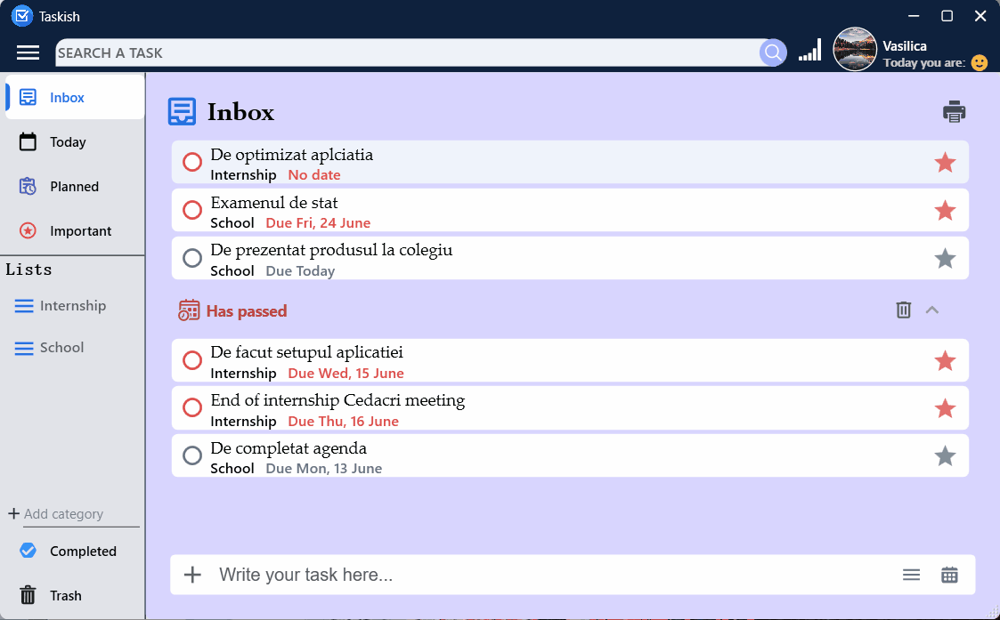 Taskish
SEARCH A TASK
Vasilica
Today you are:
Inbox
Today
Planned
Important
Lists
Internship
School
Add category
Completed
Trash
Inbox
De optimizat aplciatia
Internship No date
Examenul de stat
School Due Fri, 24 June
De prezentat produsul la colegiu
School Due Today
Has passed
De facut setupul aplicatiei
Internship Due Wed, 15 June
End of internship Cedacri meeting
Internship Due Thu, 16 June
De completat agenda
School Due Mon, 13 June
Write your task here...